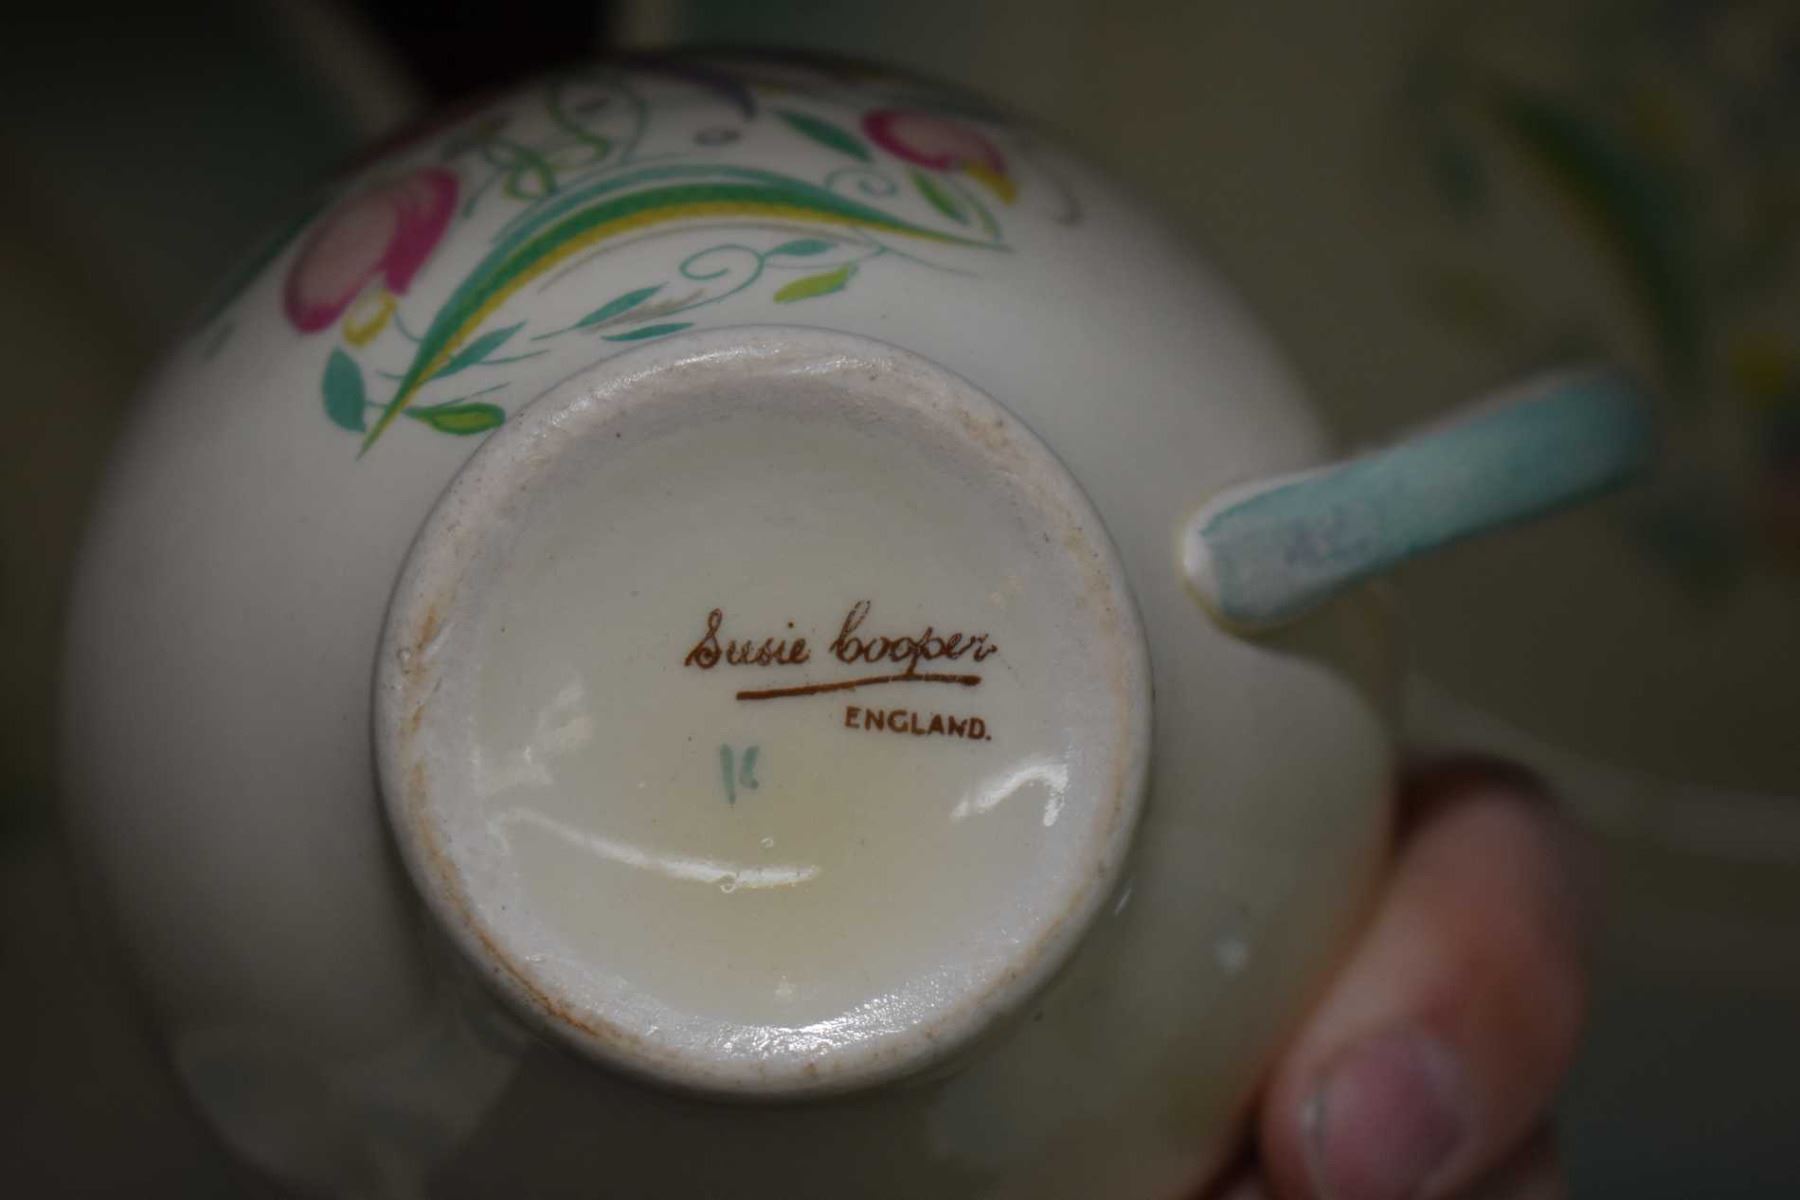 Susie Cooper
ENGLAND.